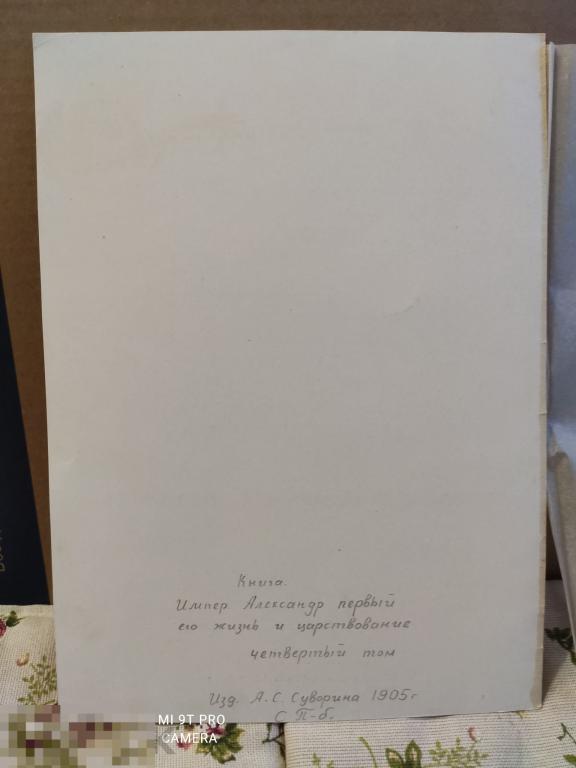 Книга.
Импер. Александр первый
его жизнь и царствование
четвертый том
Изд. А.С. Суворина 1905г
С П-б.
MI 9T PRO
CAMERA